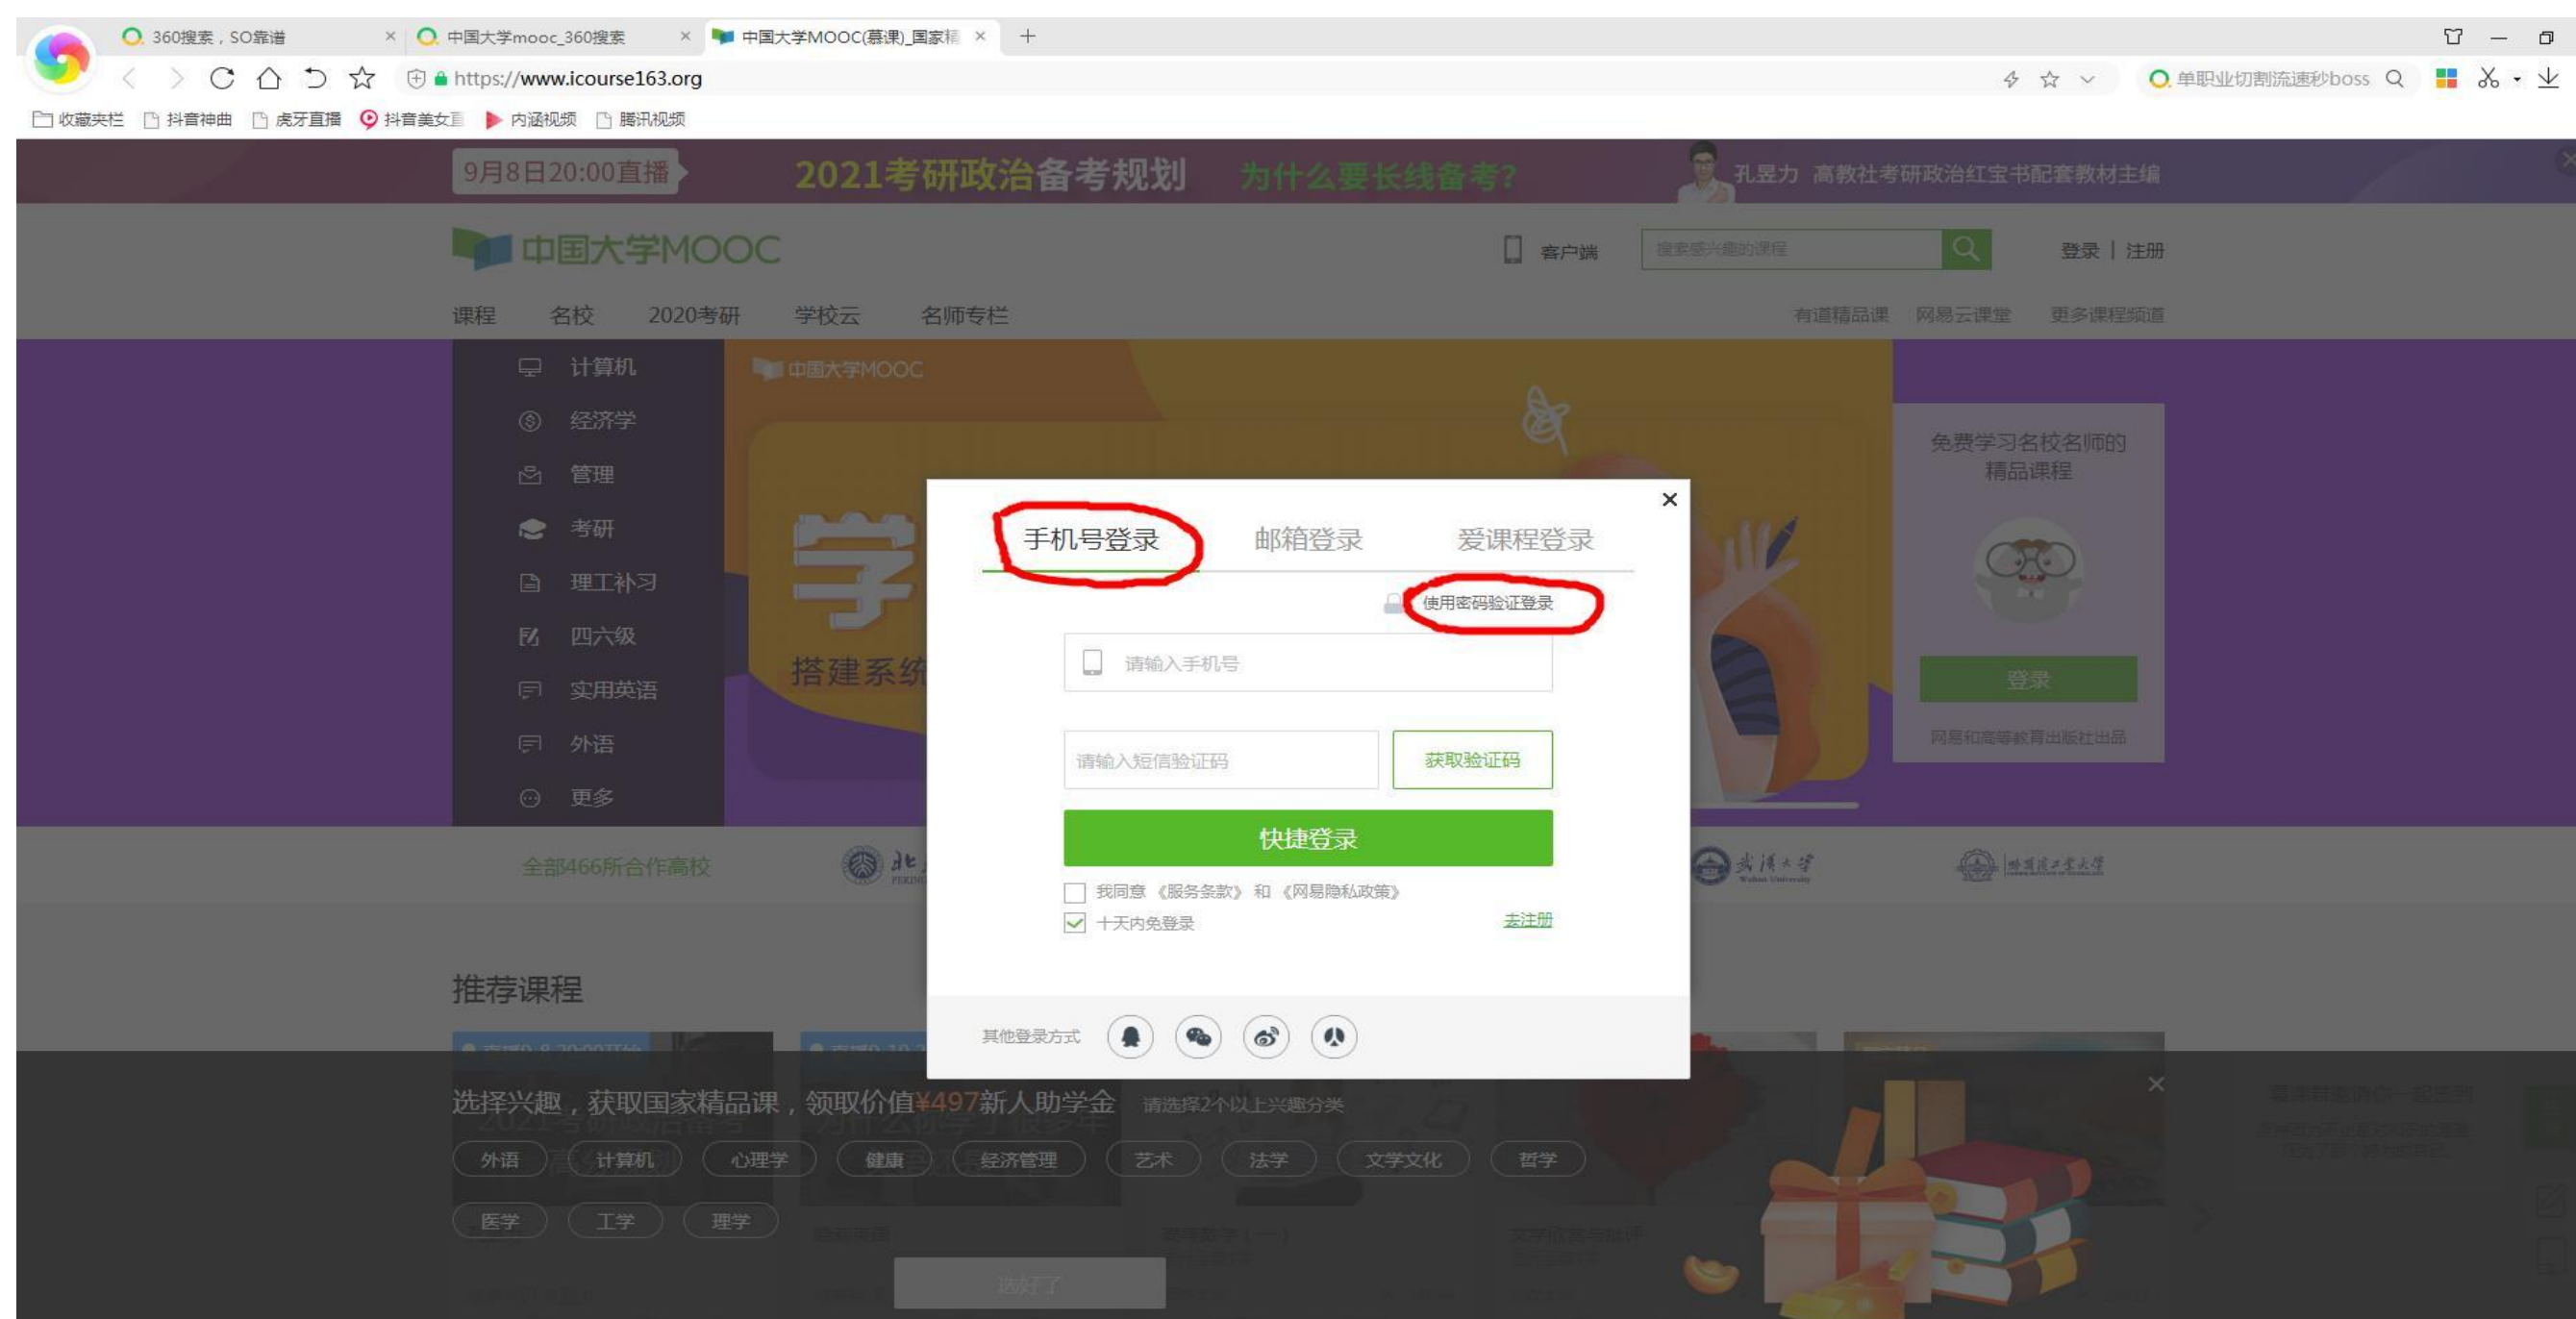 360搜索，SO靠谱
中国大学mooc_360搜索
中国大学MOOC(慕课)_国家精
https://www.icourse163.org
单职业切割流速秒boss
收藏夹栏 抖音神曲 虎牙直播 抖音美女直 内涵视频 腾讯视频
9月8日20:00直播 2021考研政治备考规划 为什么要长线备考? 孔昱力 高教社考研政治红宝书配套教材主编
中国大学MOOC 客户端 搜索感兴趣的课程 登录 | 注册
课程 名校 2020考研 学校云 名师专栏 有道精品课 网易云课堂 更多课程频道
计算机
经济学
管理
考研
理工补习
四六级
实用英语
外语
更多
中国大学MOOC
学
搭建系统
免费学习名校名师的
精品课程
登录
网易和高等教育出版社出品
手机号登录 邮箱登录 爱课程登录
使用密码验证登录
请输入手机号
请输入短信验证码 获取验证码
快捷登录
我同意《服务条款》和《网易隐私政策》
十天内免登录 去注册
其他登录方式
全部466所合作高校 武汉大学
Wuhan University
哈尔滨工业大学
推荐课程
选择兴趣，获取国家精品课，领取价值¥497新人助学金 请选择2个以上兴趣分类
外语 计算机 心理学 健康 经济管理 艺术 法学 文学文化 哲学
医学 工学 理学
选好了